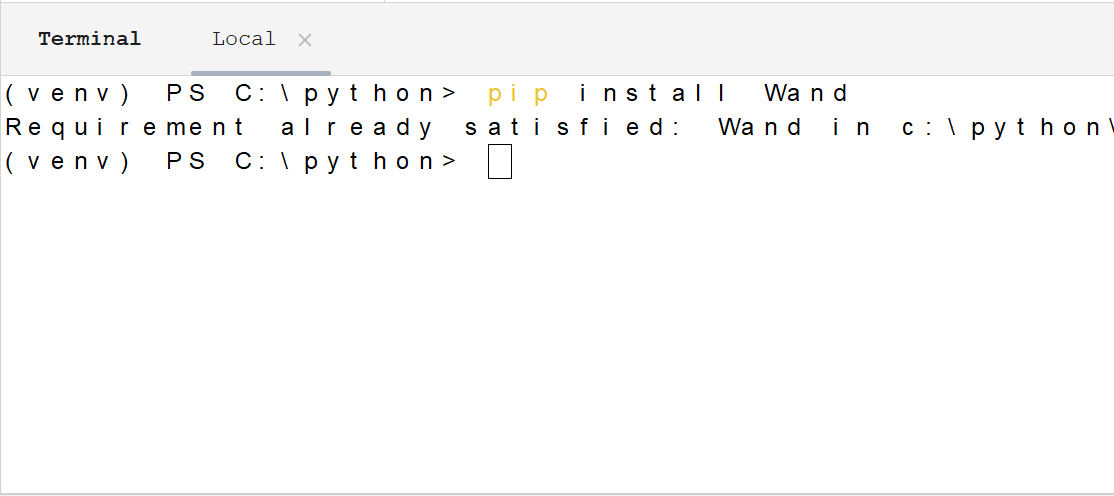 Terminal Local ×
(venv) PS C:\python> pip install Wand
Requirement already satisfied: Wand in c:\python\
(venv) PS C:\python>